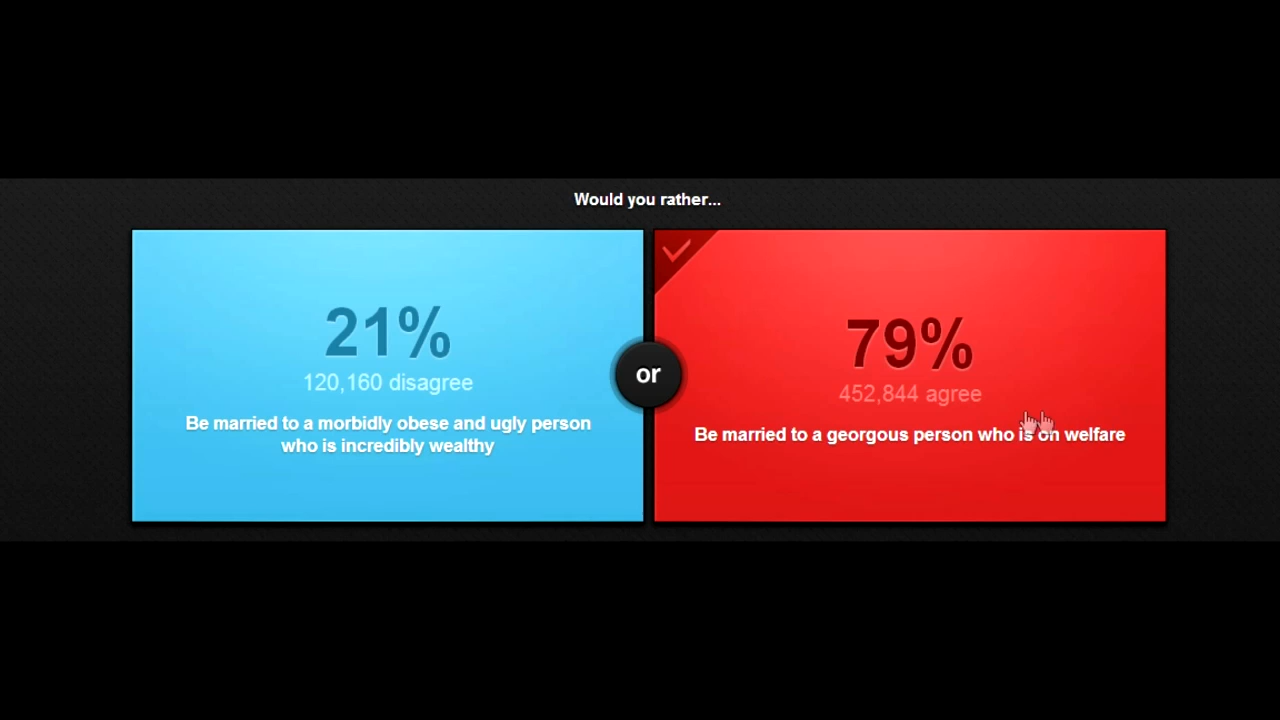 Would you rather...
21%
120,160 disagree
Be married to a morbidly obese and ugly person
who is incredibly wealthy
or
79%
452,844 agree
Be married to a georgous person who is on welfare